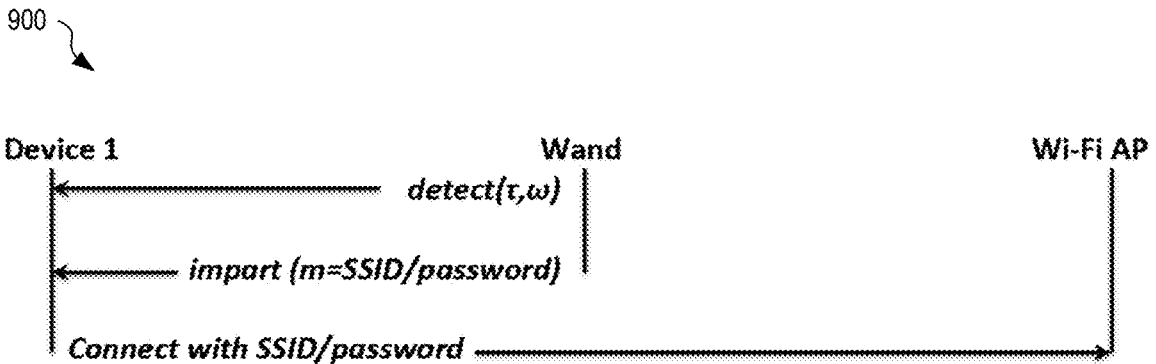 900
Device 1 Wand Wi-Fi AP
detect(τ,ω)
impart (m=SSID/password)
Connect with SSID/password